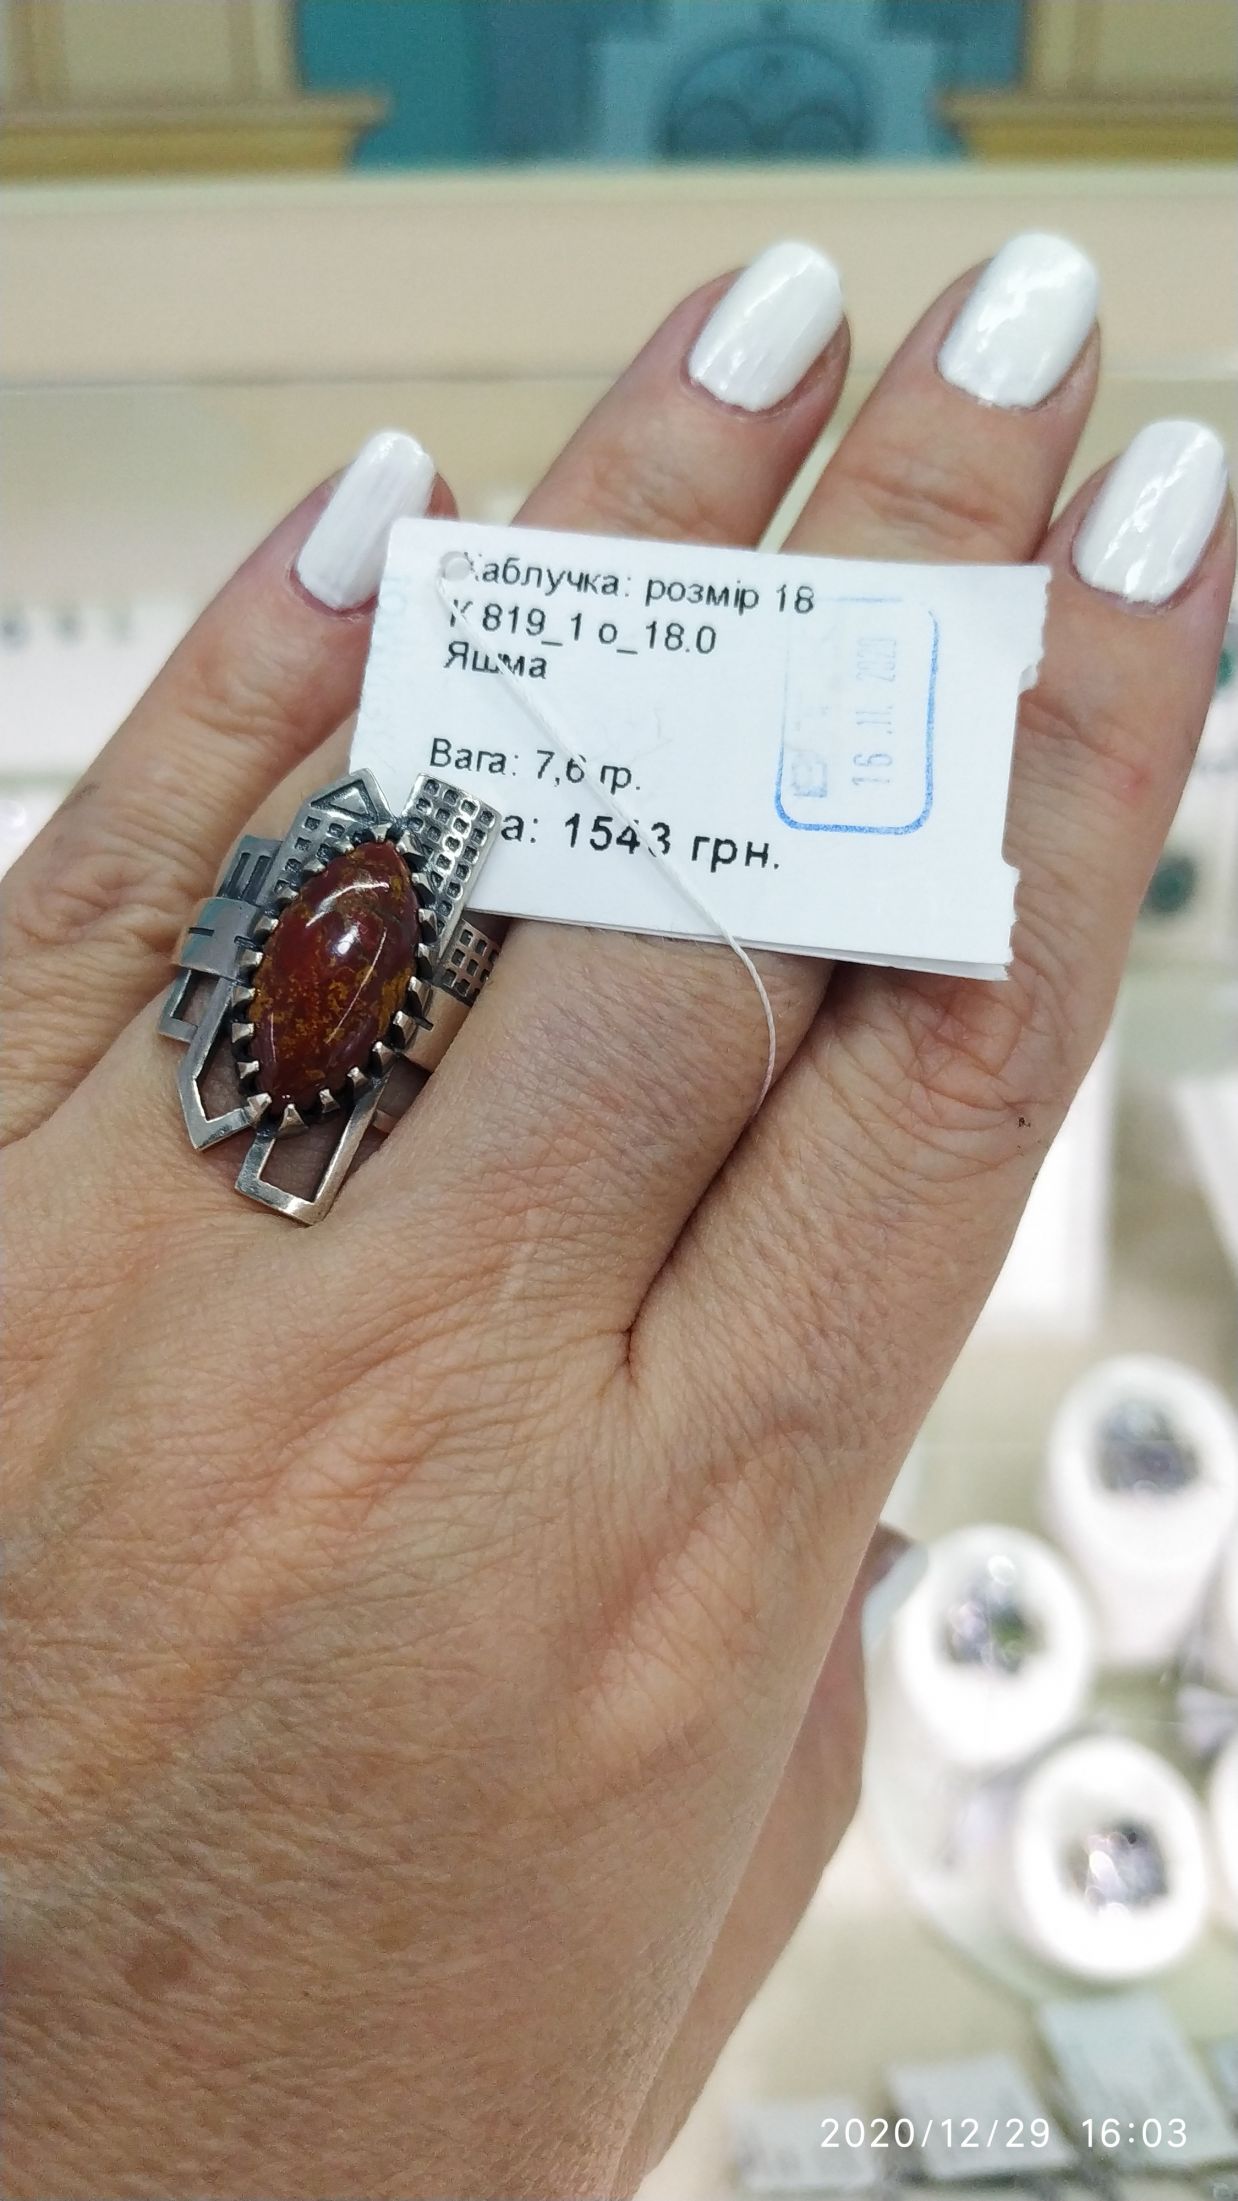 Каблучка: розмір 18
К 819_1 о_18.0
Яшма
Вага: 7,6 гр.
а: 1543 грн.
16 .11. 2020
2020/12/29 16:03